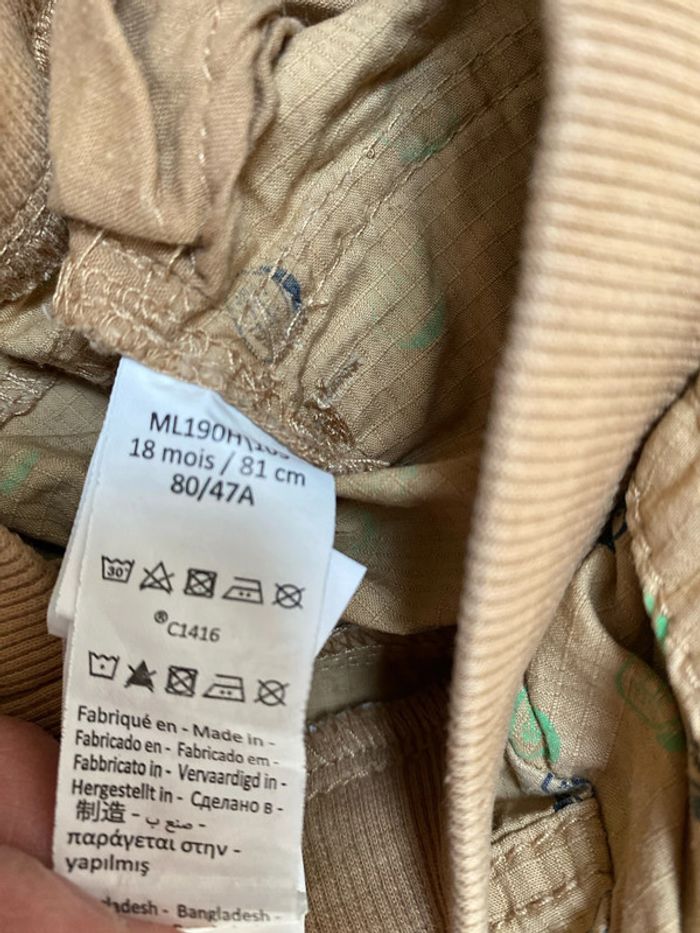 18 mois / 81 cm
80/47A
30°
®C1416
Fabriqué en - Made in -
Fabricado en - Fabricado em -
Fabbricato in - Vervaardigd in -
Hergestellt in - Сделано в -
制造 - صنع ب -
παράγεται στην -
yapılmış
- Bangladesh -